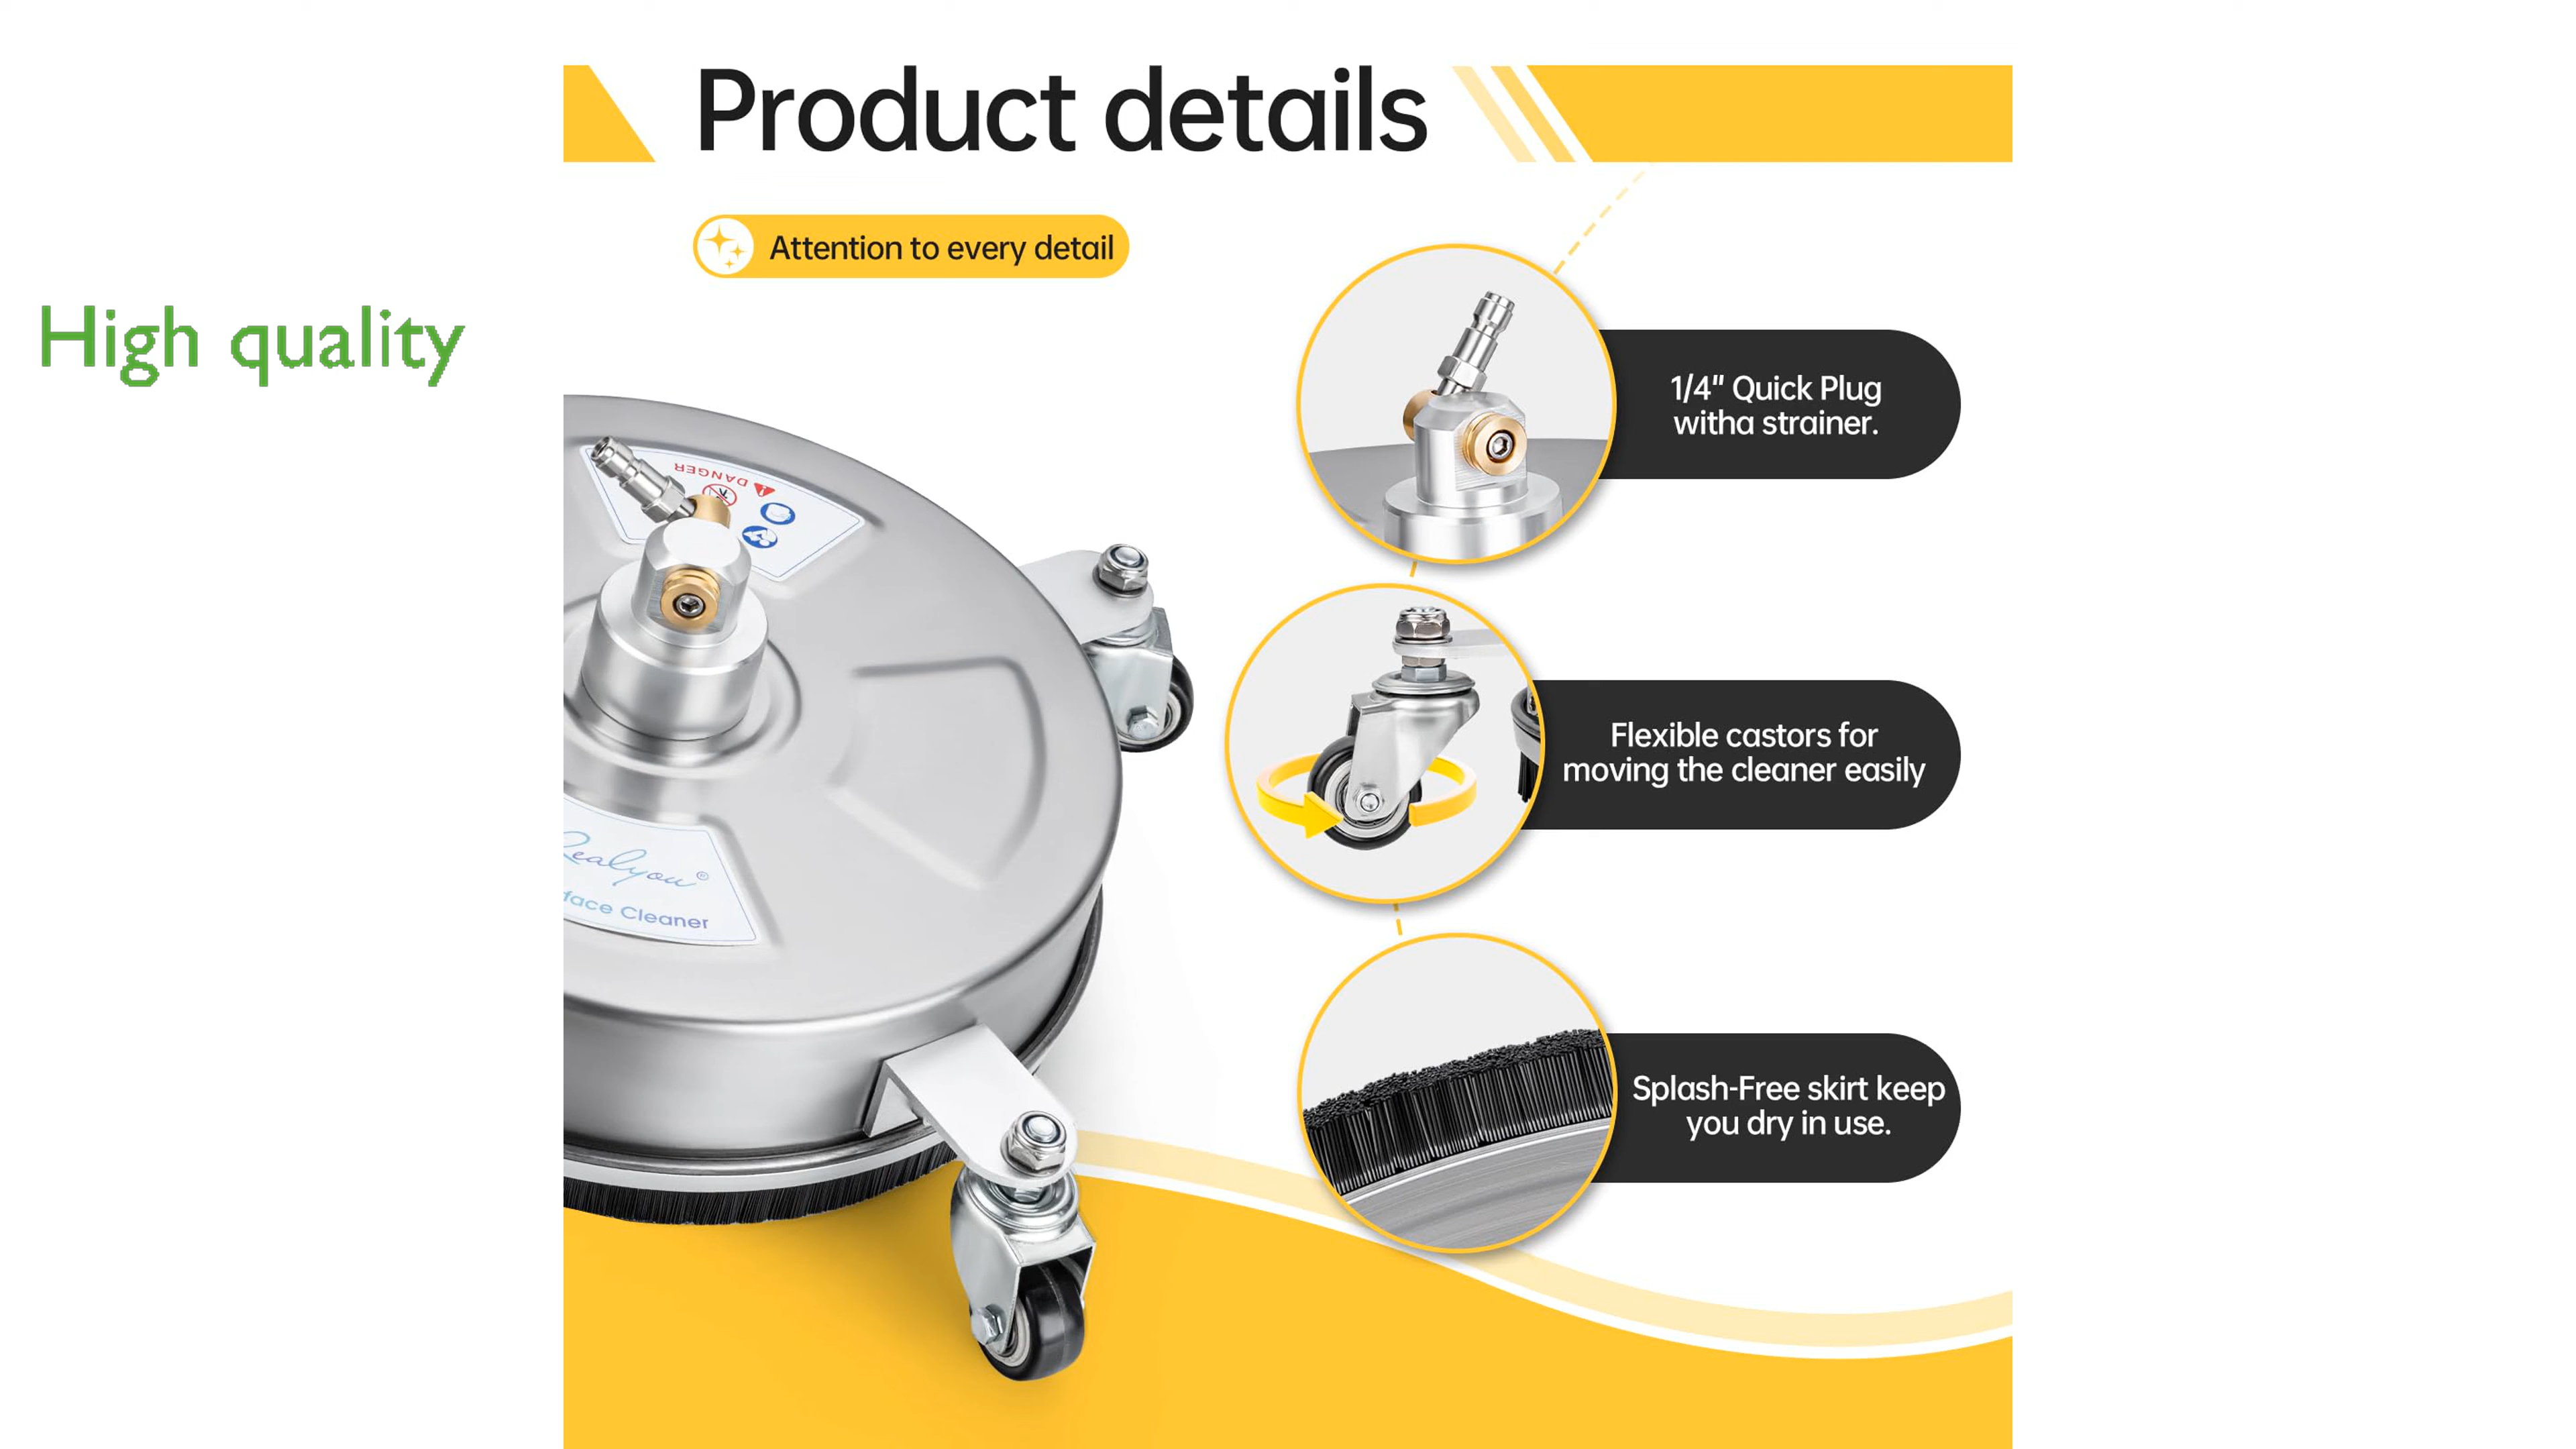 Product details
Attention to every detail
High quality
1/4" Quick Plug
witha strainer.
DANGER
Flexible castors for
moving the cleaner easily
Realyou®
face Cleaner
Splash-Free skirt keep
you dry in use.